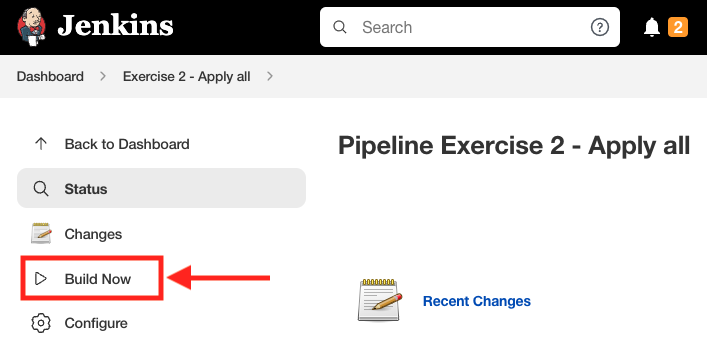 Jenkins
Search
2
Dashboard
Exercise 2 - Apply all
Back to Dashboard
Pipeline Exercise 2 - Apply all
Status
Changes
Build Now
Recent Changes
Configure